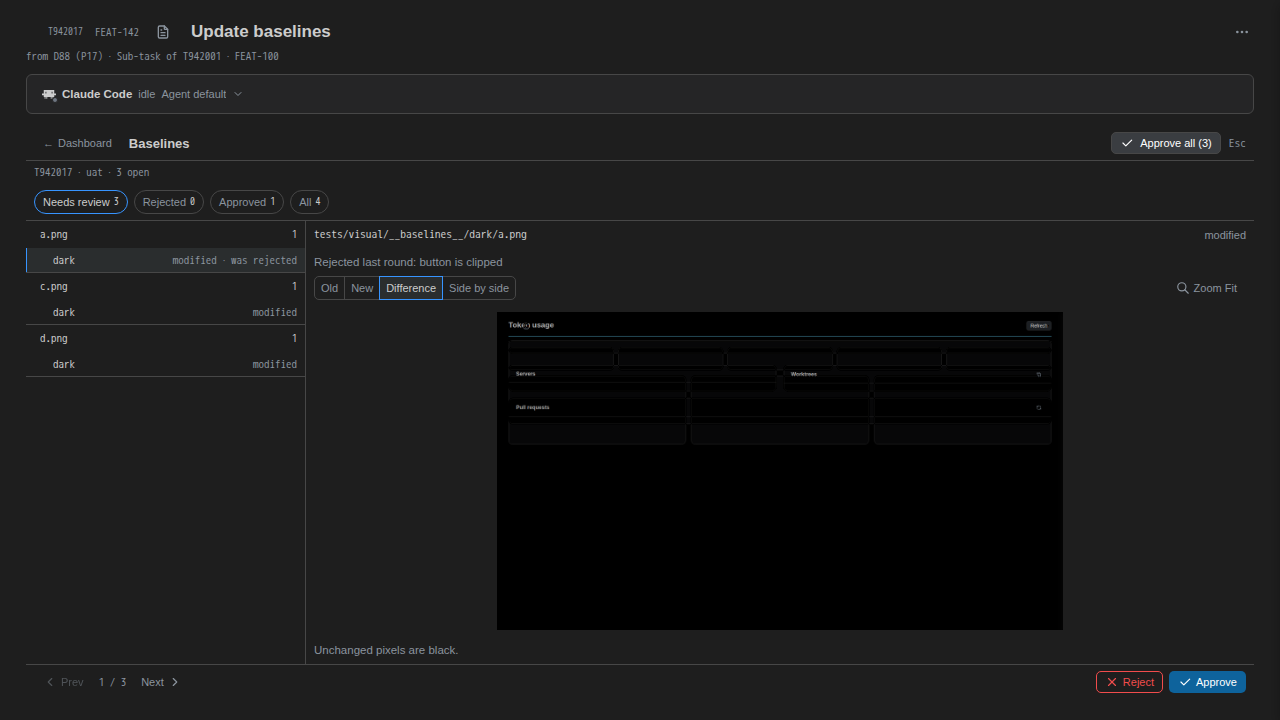 T942017 FEAT-142 Update baselines
from D88 (P17) · Sub-task of T942001 · FEAT-100
Claude Code idle Agent default
← Dashboard Baselines Approve all (3) Esc
T942017 · uat · 3 open
Needs review 3 Rejected 0 Approved 1 All 4
a.png 1
dark modified · was rejected
c.png 1
dark modified
d.png 1
dark modified
tests/visual/__baselines__/dark/a.png modified
Rejected last round: button is clipped
Old New Difference Side by side Zoom Fit
usage
Servers Worktrees
Pull requests
Unchanged pixels are black.
Prev 1 / 3 Next Reject Approve